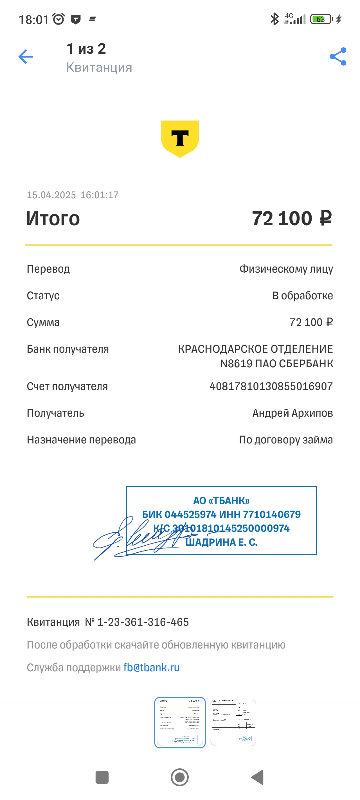 18:01
4G
63
1 из 2
Квитанция
Т
15.04.2025 16:01:17
Итого 72 100 ₽
Перевод Физическому лицу
Статус В обработке
Сумма 72 100 ₽
Банк получателя КРАСНОДАРСКОЕ ОТДЕЛЕНИЕ
N8619 ПАО СБЕРБАНК
Счет получателя 40817810130855016907
Получатель Андрей Архипов
Назначение перевода По договору займа
АО «ТБАНК»
БИК 044525974 ИНН 7710140679
К/С 30101810145250000974
ШАДРИНА Е. С.
Квитанция № 1-23-361-316-465
После обработки скачайте обновленную квитанцию
Служба поддержки fb@tbank.ru